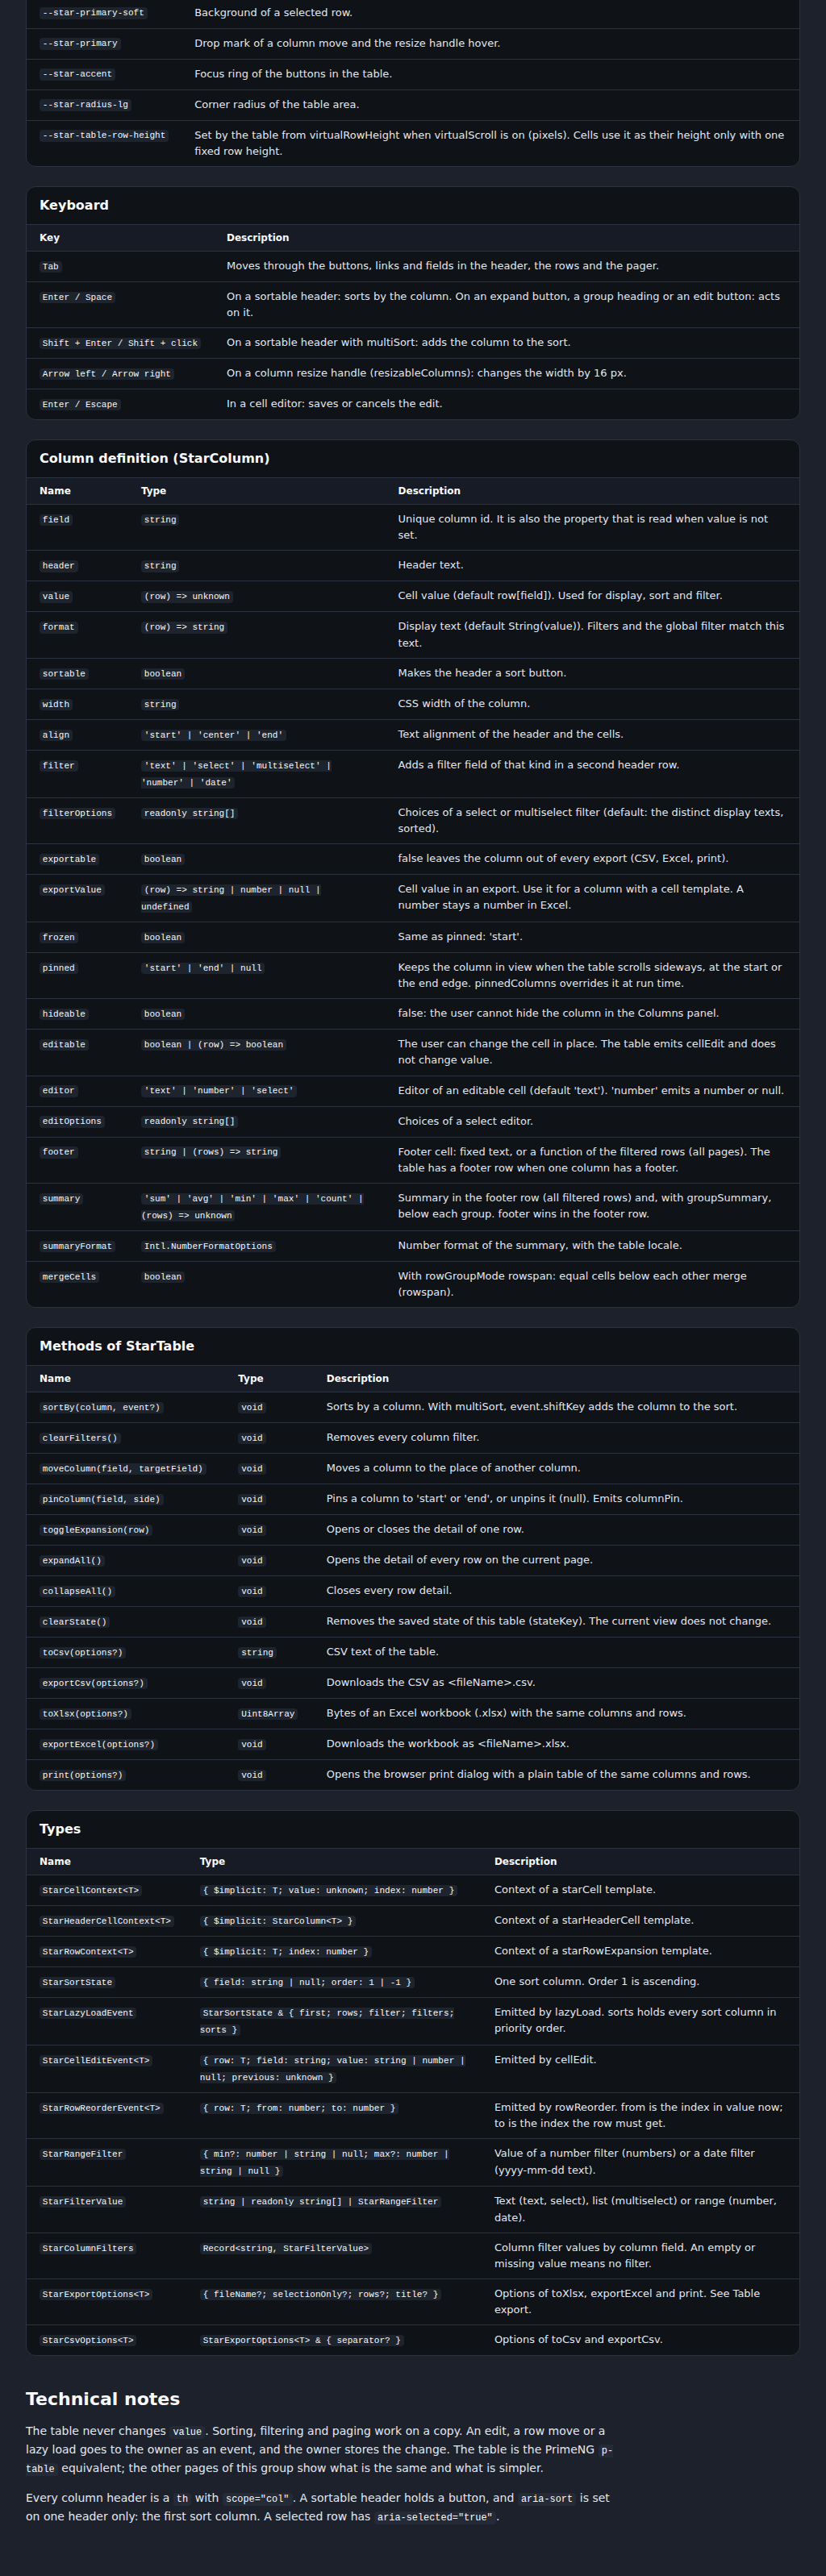 --star-primary-soft Background of a selected row.
--star-primary Drop mark of a column move and the resize handle hover.
--star-accent Focus ring of the buttons in the table.
--star-radius-lg Corner radius of the table area.
--star-table-row-height Set by the table from virtualRowHeight when virtualScroll is on (pixels). Cells use it as their height only with one
fixed row height.
Keyboard
Key Description
Tab Moves through the buttons, links and fields in the header, the rows and the pager.
Enter / Space On a sortable header: sorts by the column. On an expand button, a group heading or an edit button: acts
on it.
Shift + Enter / Shift + click On a sortable header with multiSort: adds the column to the sort.
Arrow left / Arrow right On a column resize handle (resizableColumns): changes the width by 16 px.
Enter / Escape In a cell editor: saves or cancels the edit.
Column definition (StarColumn)
Name Type Description
field string Unique column id. It is also the property that is read when value is not
set.
header string Header text.
value (row) => unknown Cell value (default row[field]). Used for display, sort and filter.
format (row) => string Display text (default String(value)). Filters and the global filter match this
text.
sortable boolean Makes the header a sort button.
width string CSS width of the column.
align 'start' | 'center' | 'end' Text alignment of the header and the cells.
filter 'text' | 'select' | 'multiselect' | Adds a filter field of that kind in a second header row.
'number' | 'date'
filterOptions readonly string[] Choices of a select or multiselect filter (default: the distinct display texts,
sorted).
exportable boolean false leaves the column out of every export (CSV, Excel, print).
exportValue (row) => string | number | null | Cell value in an export. Use it for a column with a cell template. A
undefined number stays a number in Excel.
frozen boolean Same as pinned: 'start'.
pinned 'start' | 'end' | null Keeps the column in view when the table scrolls sideways, at the start or
the end edge. pinnedColumns overrides it at run time.
hideable boolean false: the user cannot hide the column in the Columns panel.
editable boolean | (row) => boolean The user can change the cell in place. The table emits cellEdit and does
not change value.
editor 'text' | 'number' | 'select' Editor of an editable cell (default 'text'). 'number' emits a number or null.
editOptions readonly string[] Choices of a select editor.
footer string | (rows) => string Footer cell: fixed text, or a function of the filtered rows (all pages). The
table has a footer row when one column has a footer.
summary 'sum' | 'avg' | 'min' | 'max' | 'count' | Summary in the footer row (all filtered rows) and, with groupSummary,
(rows) => unknown below each group. footer wins in the footer row.
summaryFormat Intl.NumberFormatOptions Number format of the summary, with the table locale.
mergeCells boolean With rowGroupMode rowspan: equal cells below each other merge
(rowspan).
Methods of StarTable
Name Type Description
sortBy(column, event?) void Sorts by a column. With multiSort, event.shiftKey adds the column to the sort.
clearFilters() void Removes every column filter.
moveColumn(field, targetField) void Moves a column to the place of another column.
pinColumn(field, side) void Pins a column to 'start' or 'end', or unpins it (null). Emits columnPin.
toggleExpansion(row) void Opens or closes the detail of one row.
expandAll() void Opens the detail of every row on the current page.
collapseAll() void Closes every row detail.
clearState() void Removes the saved state of this table (stateKey). The current view does not change.
toCsv(options?) string CSV text of the table.
exportCsv(options?) void Downloads the CSV as <fileName>.csv.
toXlsx(options?) Uint8Array Bytes of an Excel workbook (.xlsx) with the same columns and rows.
exportExcel(options?) void Downloads the workbook as <fileName>.xlsx.
print(options?) void Opens the browser print dialog with a plain table of the same columns and rows.
Types
Name Type Description
StarCellContext<T> { $implicit: T; value: unknown; index: number } Context of a starCell template.
StarHeaderCellContext<T> { $implicit: StarColumn<T> } Context of a starHeaderCell template.
StarRowContext<T> { $implicit: T; index: number } Context of a starRowExpansion template.
StarSortState { field: string | null; order: 1 | -1 } One sort column. Order 1 is ascending.
StarLazyLoadEvent StarSortState & { first; rows; filter; filters; Emitted by lazyLoad. sorts holds every sort column in
sorts } priority order.
StarCellEditEvent<T> { row: T; field: string; value: string | number | Emitted by cellEdit.
null; previous: unknown }
StarRowReorderEvent<T> { row: T; from: number; to: number } Emitted by rowReorder. from is the index in value now;
to is the index the row must get.
StarRangeFilter { min?: number | string | null; max?: number | Value of a number filter (numbers) or a date filter
string | null } (yyyy-mm-dd text).
StarFilterValue string | readonly string[] | StarRangeFilter Text (text, select), list (multiselect) or range (number,
date).
StarColumnFilters Record<string, StarFilterValue> Column filter values by column field. An empty or
missing value means no filter.
StarExportOptions<T> { fileName?; selectionOnly?; rows?; title? } Options of toXlsx, exportExcel and print. See Table
export.
StarCsvOptions<T> StarExportOptions<T> & { separator? } Options of toCsv and exportCsv.
Technical notes
The table never changes value. Sorting, filtering and paging work on a copy. An edit, a row move or a
lazy load goes to the owner as an event, and the owner stores the change. The table is the PrimeNG p-
table equivalent; the other pages of this group show what is the same and what is simpler.
Every column header is a th with scope="col". A sortable header holds a button, and aria-sort is set
on one header only: the first sort column. A selected row has aria-selected="true".